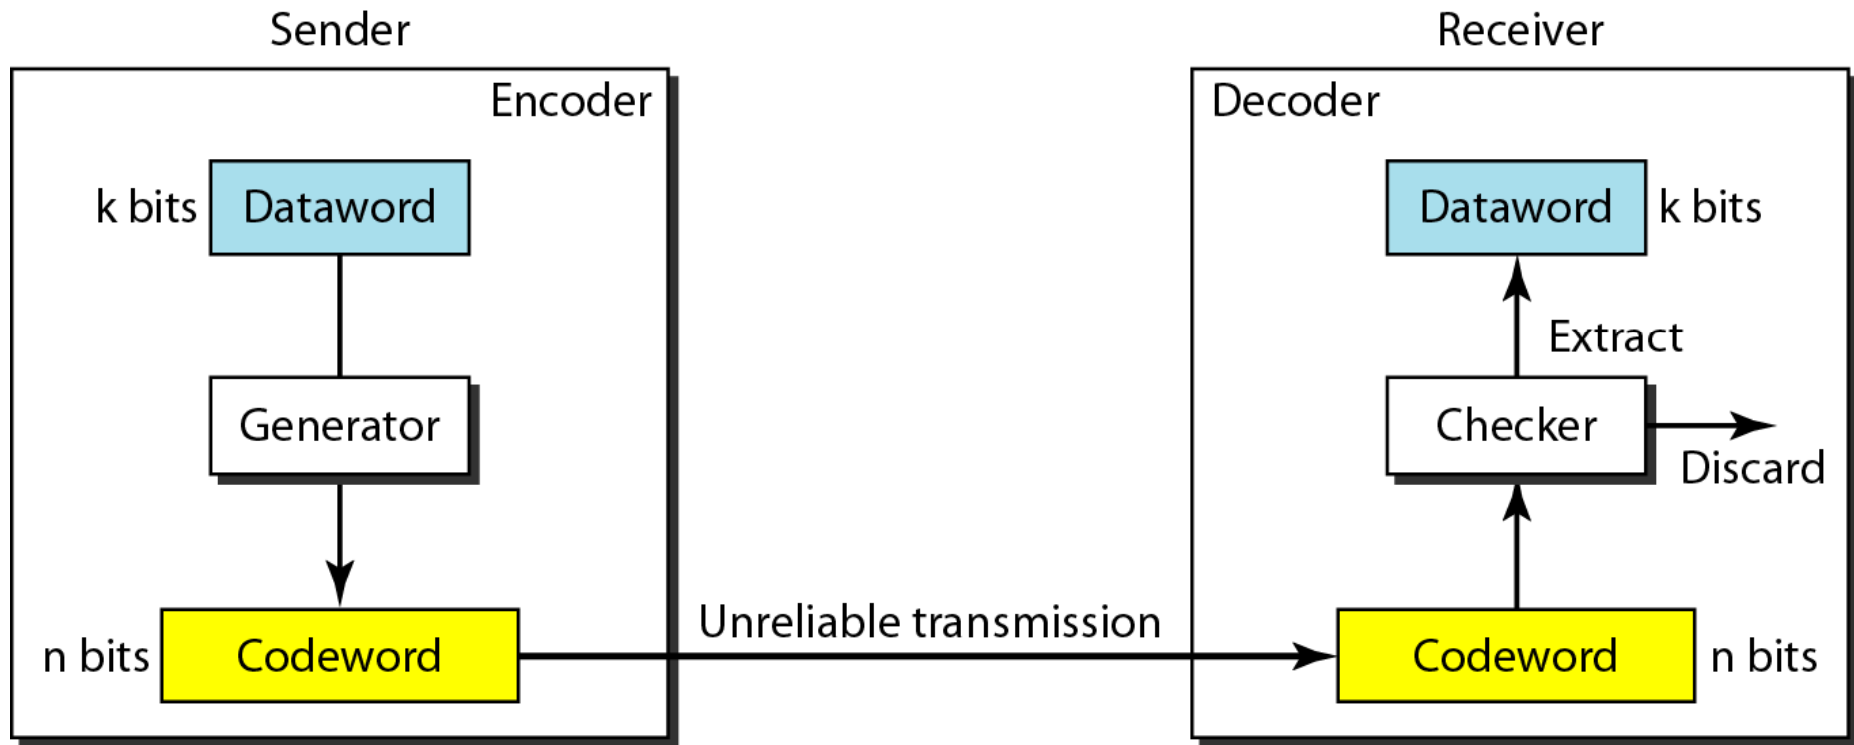 Sender
Encoder
k bits
Dataword
Generator
n bits
Codeword
Unreliable transmission
Receiver
Decoder
Dataword
k bits
Extract
Checker
Discard
Codeword
n bits